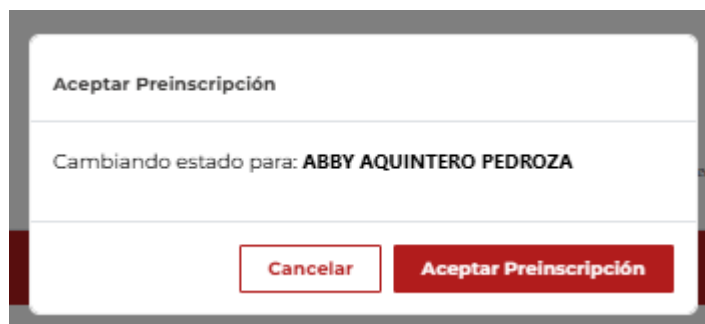 Aceptar Preinscripción
Cambiando estado para: ABBY AQUINTERO PEDROZA
Cancelar
Aceptar Preinscripción